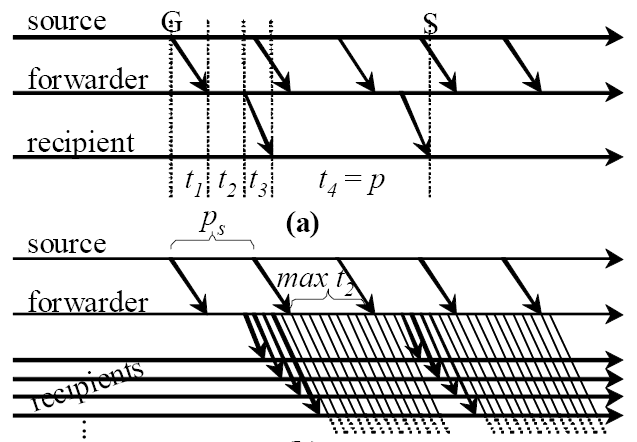 source G S
forwarder
recipient
t1 t2 t3 t4 = p
(a)
ps
source
max t2
forwarder
recipients
⋮